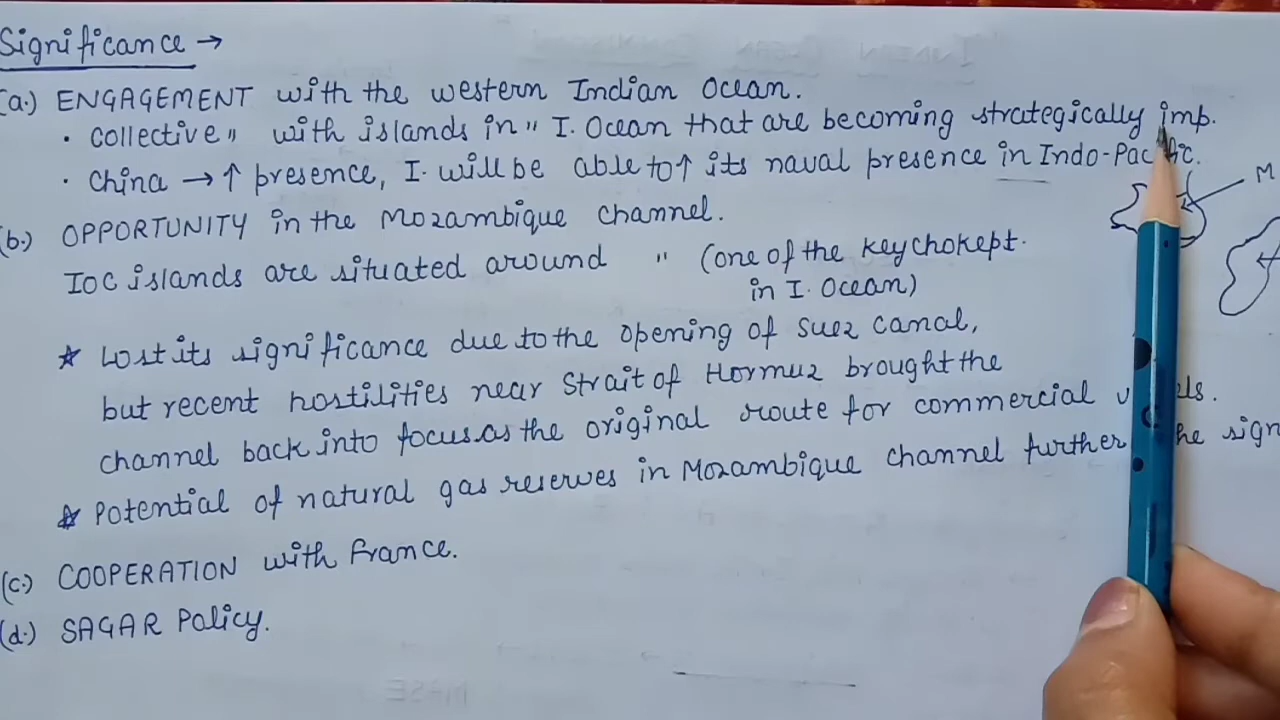 Significance →
(a.) ENGAGEMENT with the western Indian Ocean.
· Collective " with islands in " I. Ocean that are becoming strategically imp.
· China → ↑ presence, I. will be able to ↑ its naval presence in Indo-Pacific.
M
(b.) OPPORTUNITY in the Mozambique Channel.
IOC islands are situated around " (one of the key chokept. in I. Ocean)
★ Lost its significance due to the opening of Suez Canal,
but recent hostilities near Strait of Hormuz brought the
channel back into focus as the original route for commercial
★ Potential of natural gas reserves in Mozambique Channel further
(c.) COOPERATION with France.
(d.) SAGAR Policy.